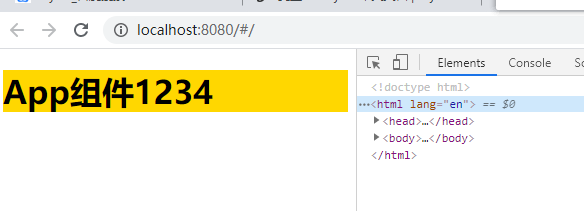 localhost:8080/#/
App组件1234
Elements
Console
<!doctype html>
…<html lang="en"> == $0
<head>…</head>
<body>…</body>
</html>